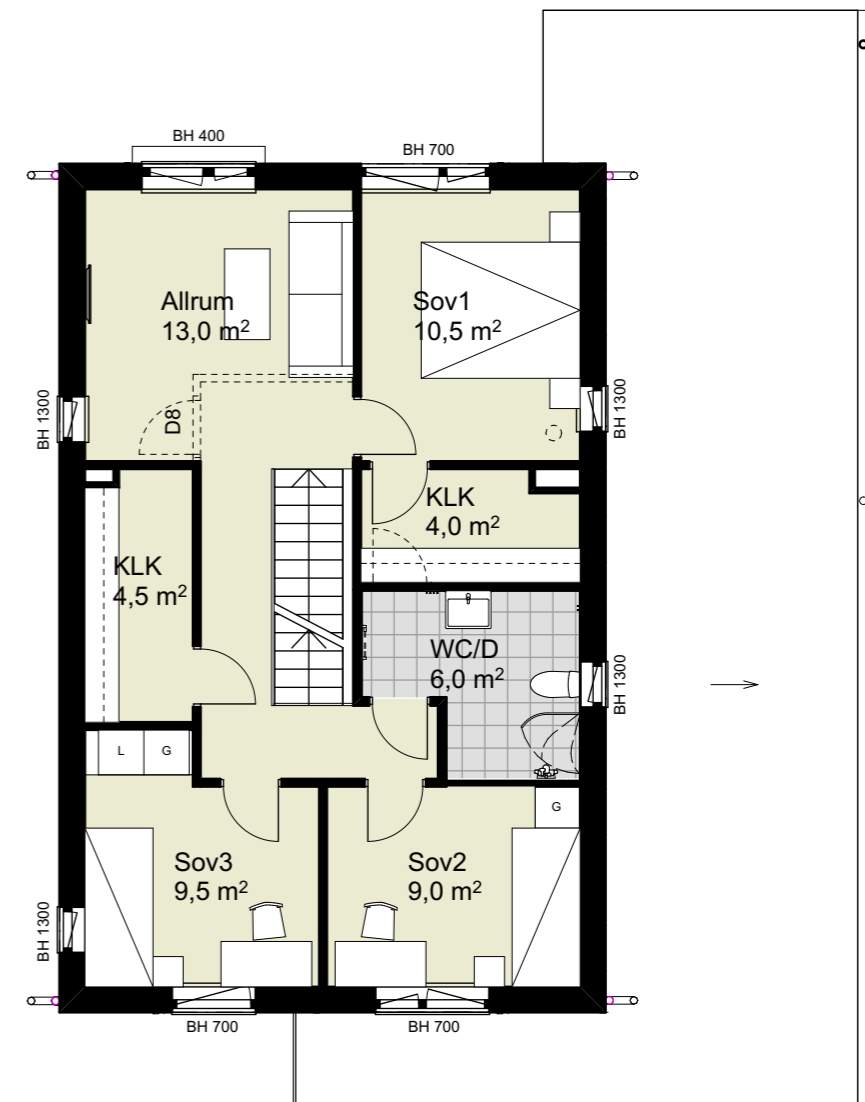 BH 400
BH 700
Allrum
13,0 m²
Sov1
10,5 m²
D8
BH 1300
BH 1300
KLK
4,0 m²
KLK
4,5 m²
WC/D
6,0 m²
BH 1300
L
G
G
Sov3
9,5 m²
Sov2
9,0 m²
BH 1300
BH 700
BH 700